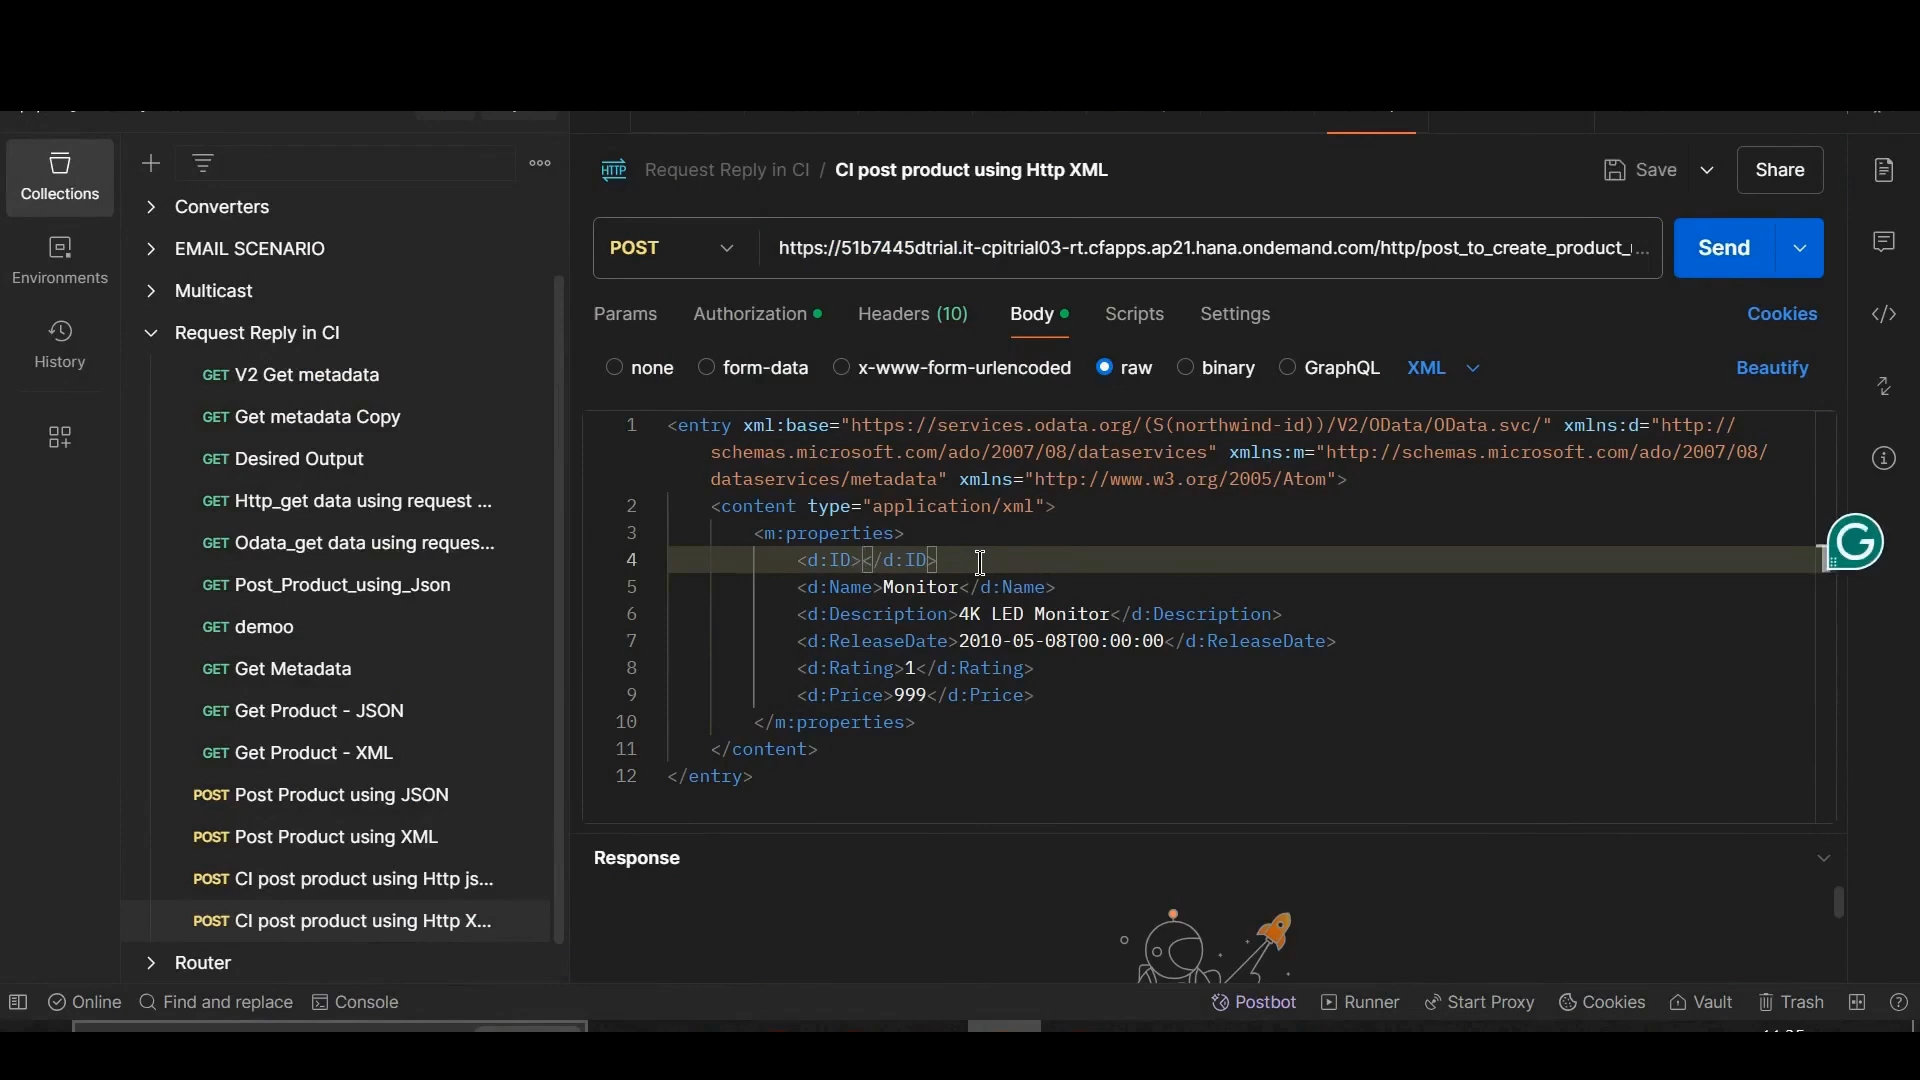 Collections
Environments
History
Converters
EMAIL SCENARIO
Multicast
Request Reply in CI
GET V2 Get metadata
GET Get metadata Copy
GET Desired Output
GET Http_get data using request ...
GET Odata_get data using reques...
GET Post_Product_using_Json
GET demoo
GET Get Metadata
GET Get Product - JSON
GET Get Product - XML
POST Post Product using JSON
POST Post Product using XML
POST CI post product using Http js...
POST CI post product using Http X...
Router
HTTP Request Reply in CI / CI post product using Http XML
Save
Share
POST https://51b7445dtrial.it-cpitrial03-rt.cfapps.ap21.hana.ondemand.com/http/post_to_create_product_ ...
Send
Params Authorization Headers (10) Body Scripts Settings Cookies
none form-data x-www-form-urlencoded raw binary GraphQL XML Beautify
1 <entry xml:base="https://services.odata.org/(S(northwind-id))/V2/OData/OData.svc/" xmlns:d="http://
schemas.microsoft.com/ado/2007/08/dataservices" xmlns:m="http://schemas.microsoft.com/ado/2007/08/
dataservices/metadata" xmlns="http://www.w3.org/2005/Atom">
2 <content type="application/xml">
3 <m:properties>
4 <d:ID></d:ID>
5 <d:Name>Monitor</d:Name>
6 <d:Description>4K LED Monitor</d:Description>
7 <d:ReleaseDate>2010-05-08T00:00:00</d:ReleaseDate>
8 <d:Rating>1</d:Rating>
9 <d:Price>999</d:Price>
10 </m:properties>
11 </content>
12 </entry>
Response
Online Find and replace Console Postbot Runner Start Proxy Cookies Vault Trash